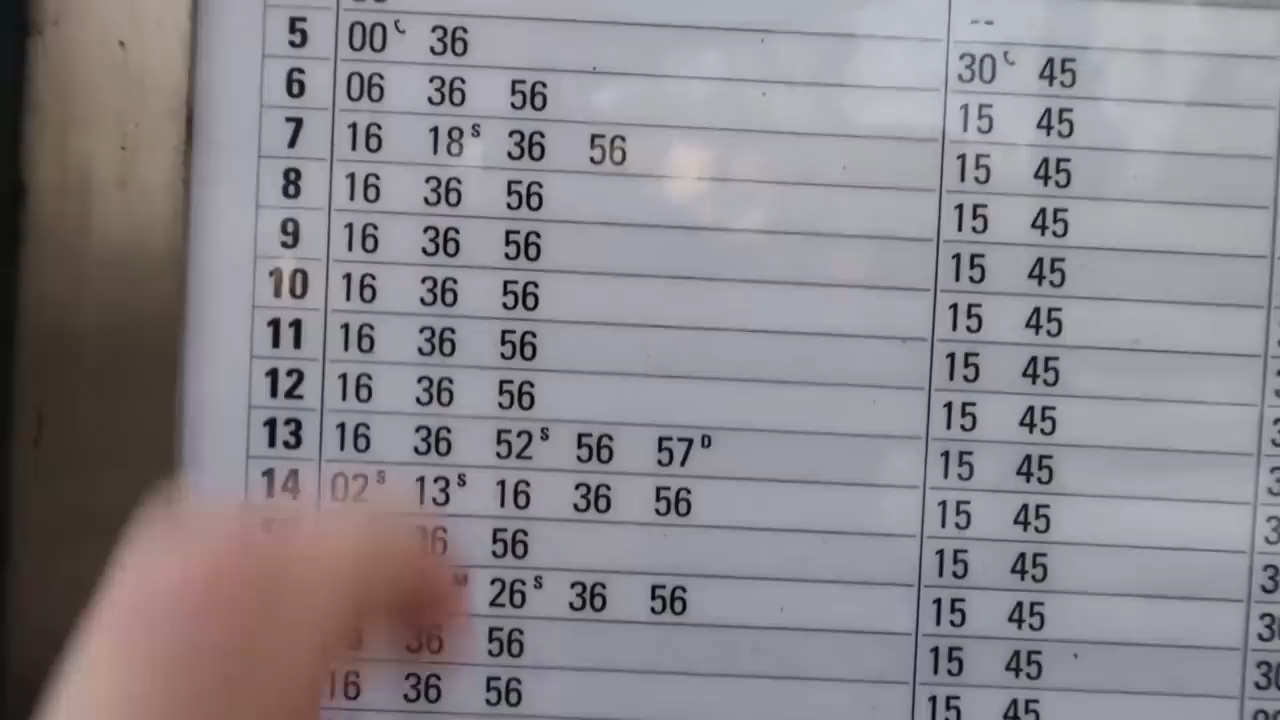 --
5 00ᶜ 36 30ᶜ 45
6 06 36 56 15 45
7 16 18ˢ 36 56 15 45
8 16 36 56 15 45
9 16 36 56 15 45
10 16 36 56 15 45
11 16 36 56 15 45
12 16 36 56 15 45
13 16 36 52ˢ 56 57ᴰ 15 45
14 02ˢ 13ˢ 16 36 56 15 45
36 56 15 45
26ˢ 36 56 15 45
36 56 15 45
16 36 56 15 45